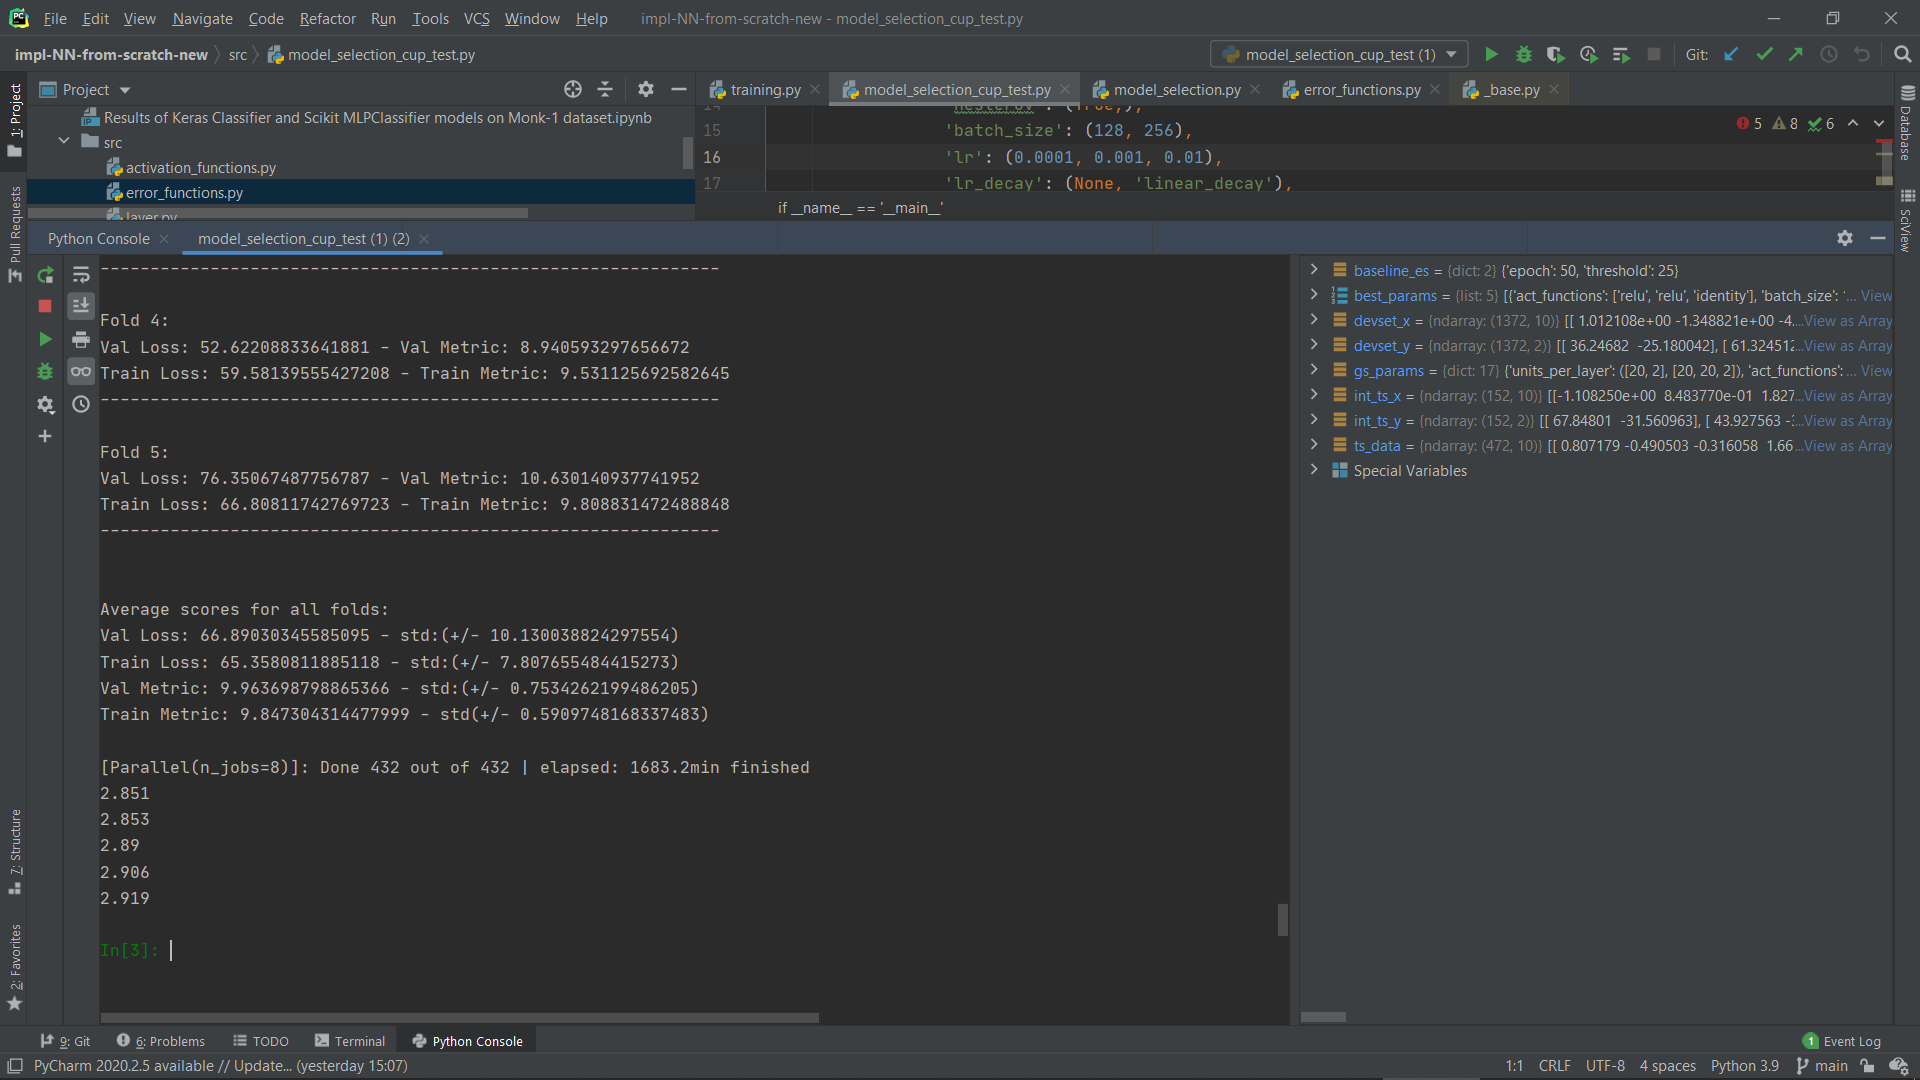 File Edit View Navigate Code Refactor Run Tools VCS Window Help impl-NN-from-scratch-new - model_selection_cup_test.py
impl-NN-from-scratch-new src model_selection_cup_test.py model_selection_cup_test (1) Git:
1: Project
Pull Requests
7: Structure
2: Favorites
Project
Results of Keras Classifier and Scikit MLPClassifier models on Monk-1 dataset.ipynb
src
activation_functions.py
error_functions.py
layer.py
training.py model_selection_cup_test.py model_selection.py error_functions.py _base.py
14 'nesterov': (True,),
15 'batch_size': (128, 256),
16 'lr': (0.0001, 0.001, 0.01),
17 'lr_decay': (None, 'linear_decay'),
5 8 6
if __name__ == '__main__'
Database
SciView
Python Console model_selection_cup_test (1) (2)
--------------------------------------------------------------
Fold 4:
Val Loss: 52.62208833641881 - Val Metric: 8.940593297656672
Train Loss: 59.58139555427208 - Train Metric: 9.531125692582645
--------------------------------------------------------------
Fold 5:
Val Loss: 76.35067487756787 - Val Metric: 10.630140937741952
Train Loss: 66.80811742769723 - Train Metric: 9.808831472488848
--------------------------------------------------------------
Average scores for all folds:
Val Loss: 66.89030345585095 - std:(+/- 10.130038824297554)
Train Loss: 65.3580811885118 - std:(+/- 7.807655484415273)
Val Metric: 9.963698798865366 - std:(+/- 0.7534262199486205)
Train Metric: 9.847304314477999 - std(+/- 0.5909748168337483)
[Parallel(n_jobs=8)]: Done 432 out of 432 | elapsed: 1683.2min finished
2.851
2.853
2.89
2.906
2.919
In[3]:
baseline_es = {dict: 2} {'epoch': 50, 'threshold': 25}
best_params = {list: 5} [{'act_functions': ['relu', 'relu', 'identity'], 'batch_size': ... View
devset_x = {ndarray: (1372, 10)} [[ 1.012108e+00 -1.348821e+00 -4...View as Array
devset_y = {ndarray: (1372, 2)} [[ 36.24682 -25.180042], [ 61.324512...View as Array
gs_params = {dict: 17} {'units_per_layer': ([20, 2], [20, 20, 2]), 'act_functions': ... View
int_ts_x = {ndarray: (152, 10)} [[-1.108250e+00 8.483770e-01 1.827...View as Array
int_ts_y = {ndarray: (152, 2)} [[ 67.84801 -31.560963], [ 43.927563 -...View as Array
ts_data = {ndarray: (472, 10)} [[ 0.807179 -0.490503 -0.316058 1.66...View as Array
Special Variables
9: Git 6: Problems TODO Terminal Python Console 1 Event Log
PyCharm 2020.2.5 available // Update... (yesterday 15:07) 1:1 CRLF UTF-8 4 spaces Python 3.9 main